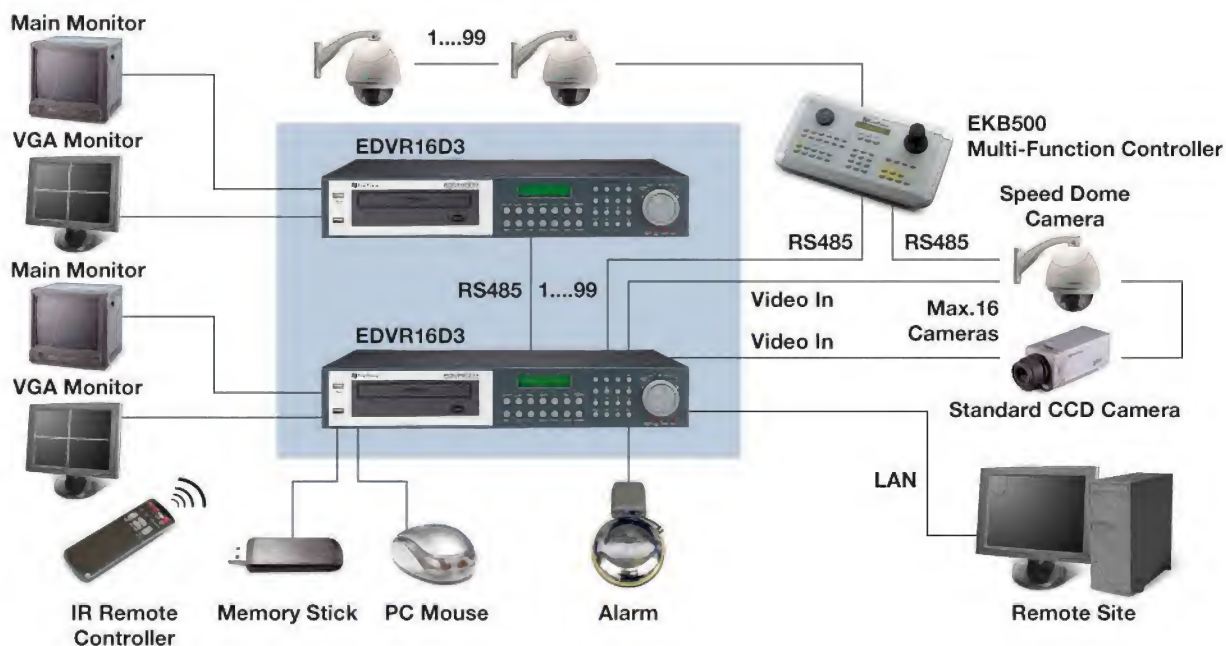 Main Monitor
1....99
VGA Monitor
EDVR16D3
EKB500
Multi-Function Controller
Speed Dome
Camera
RS485
RS485
Main Monitor
RS485
1....99
Video In
Max.16
Cameras
EDVR16D3
Video In
VGA Monitor
Standard CCD Camera
LAN
IR Remote
Controller
Memory Stick
PC Mouse
Alarm
Remote Site